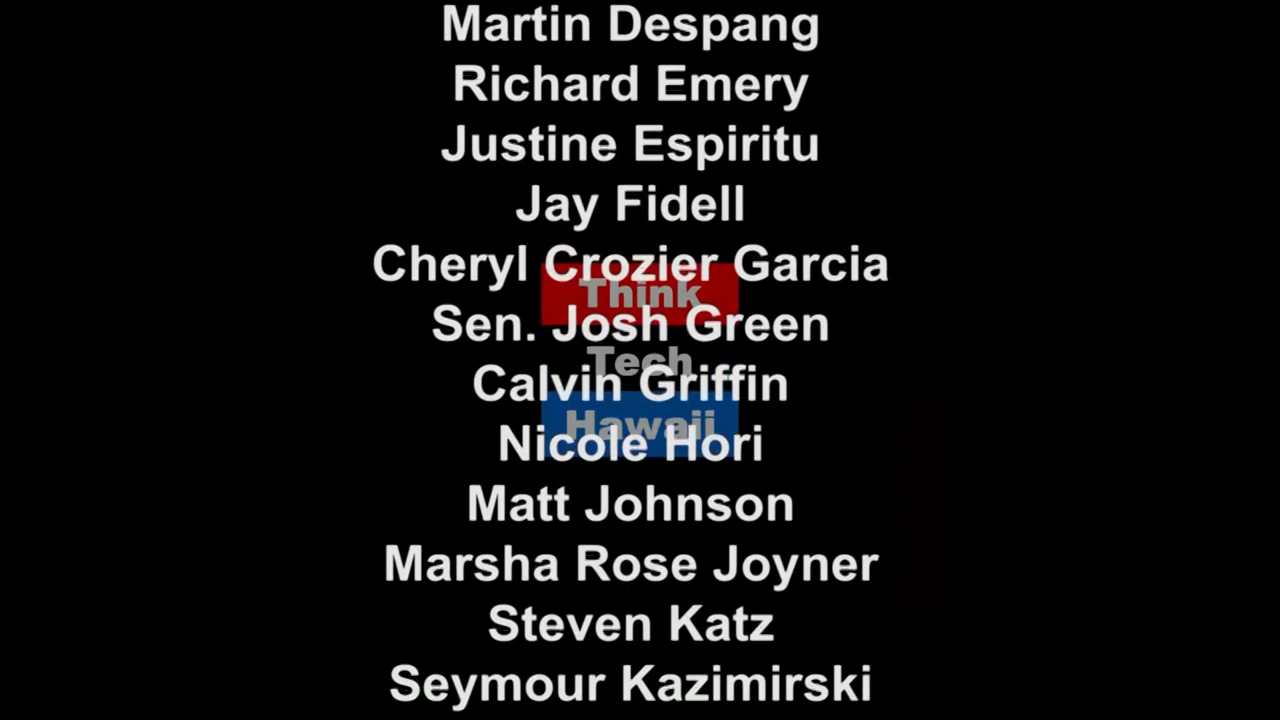 Martin Despang
Richard Emery
Justine Espiritu
Jay Fidell
Cheryl Crozier Garcia
Think
Sen. Josh Green
Tech
Calvin Griffin
Hawaii
Nicole Hori
Matt Johnson
Marsha Rose Joyner
Steven Katz
Seymour Kazimirski